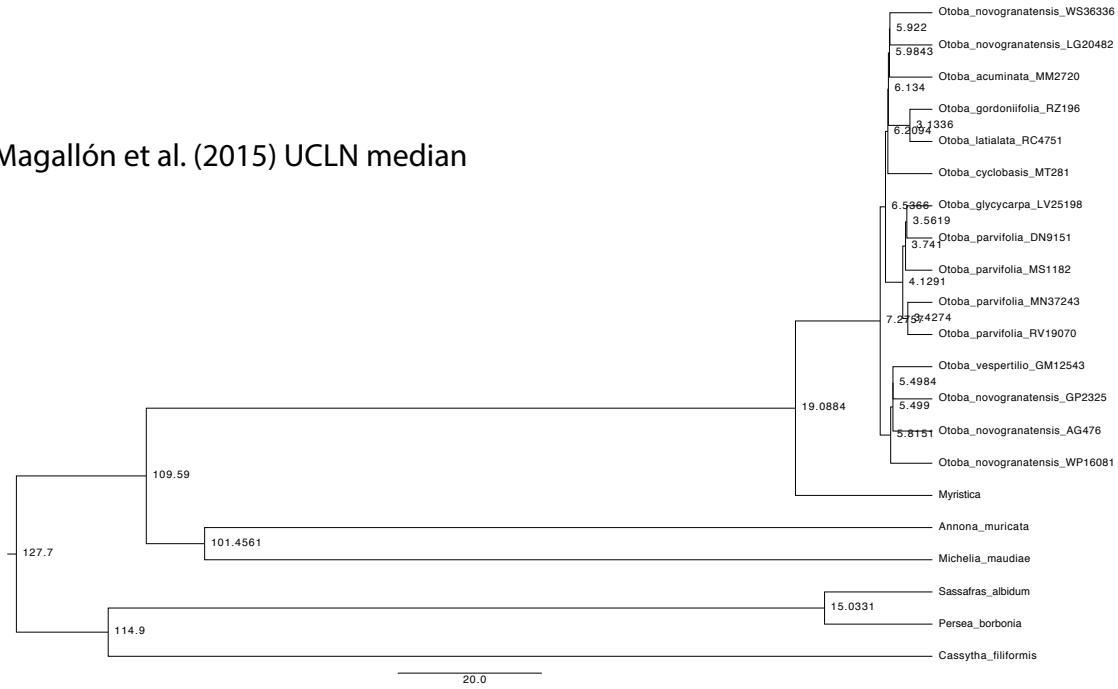 Otoba_novogranatensis_WS36336
5.922
Otoba_novogranatensis_LG20482
5.9843
Otoba_acuminata_MM2720
6.134
Otoba_gordoniifolia_RZ196
3.1336
6.2094
Otoba_latialata_RC4751
Magallón et al. (2015) UCLN median
Otoba_cyclobasis_MT281
6.5366
Otoba_glycycarpa_LV25198
3.5619
Otoba_parvifolia_DN9151
3.741
Otoba_parvifolia_MS1182
4.1291
Otoba_parvifolia_MN37243
7.2757
3.4274
Otoba_parvifolia_RV19070
Otoba_vespertilio_GM12543
5.4984
Otoba_novogranatensis_GP2325
19.0884
5.499
Otoba_novogranatensis_AG476
5.8151
Otoba_novogranatensis_WP16081
109.59
Myristica
Annona_muricata
101.4561
127.7
Michelia_maudiae
Sassafras_albidum
15.0331
Persea_borbonia
114.9
Cassytha_filiformis
20.0